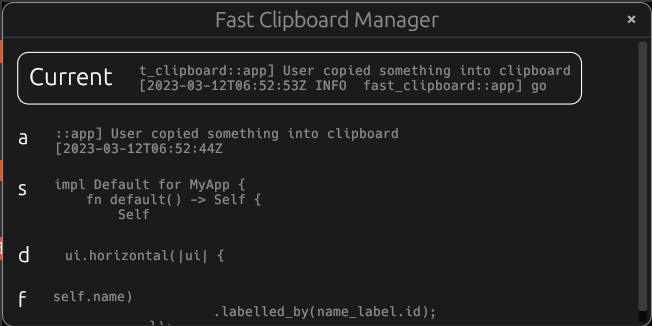 Fast Clipboard Manager ×
Current t_clipboard::app] User copied something into clipboard
[2023-03-12T06:52:53Z INFO  fast_clipboard::app] go
a ::app] User copied something into clipboard
[2023-03-12T06:52:44Z
s impl Default for MyApp {
    fn default() -> Self {
        Self
d ui.horizontal(|ui| {
f self.name)
                    .labelled_by(name_label.id);
            });